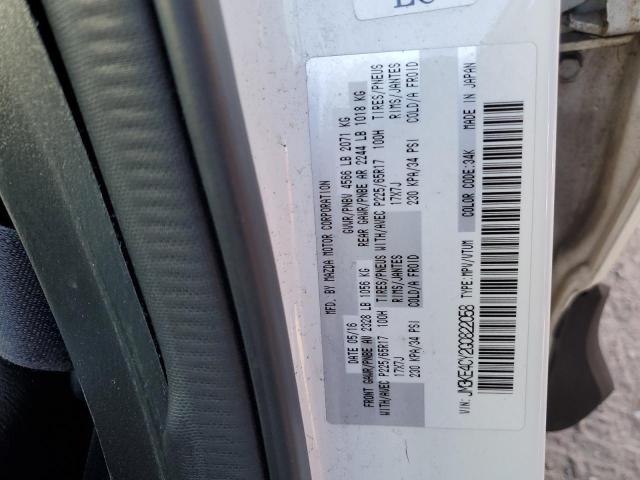 MFD. BY MAZDA MOTOR CORPORATION
DATE 05/16 GVWR/PNBV 4566 LB 2071 KG
FRONT GAWR/PNBE AV 2328 LB 1056 KG REAR GAWR/PNBE AR 2244 LB 1018 KG
WITH/AVEC P225/65R17 100H TIRES/PNEUS WITH/AVEC P225/65R17 100H TIRES/PNEUS
17X7J RIMS/JANTES 17X7J RIMS/JANTES
230 KPA/34 PSI COLD/A FROID 230 KPA/34 PSI COLD/A FROID
COLOR CODE:34K MADE IN JAPAN
VIN: JM3KE4CY2G0822058 TYPE:MPV/VTUM